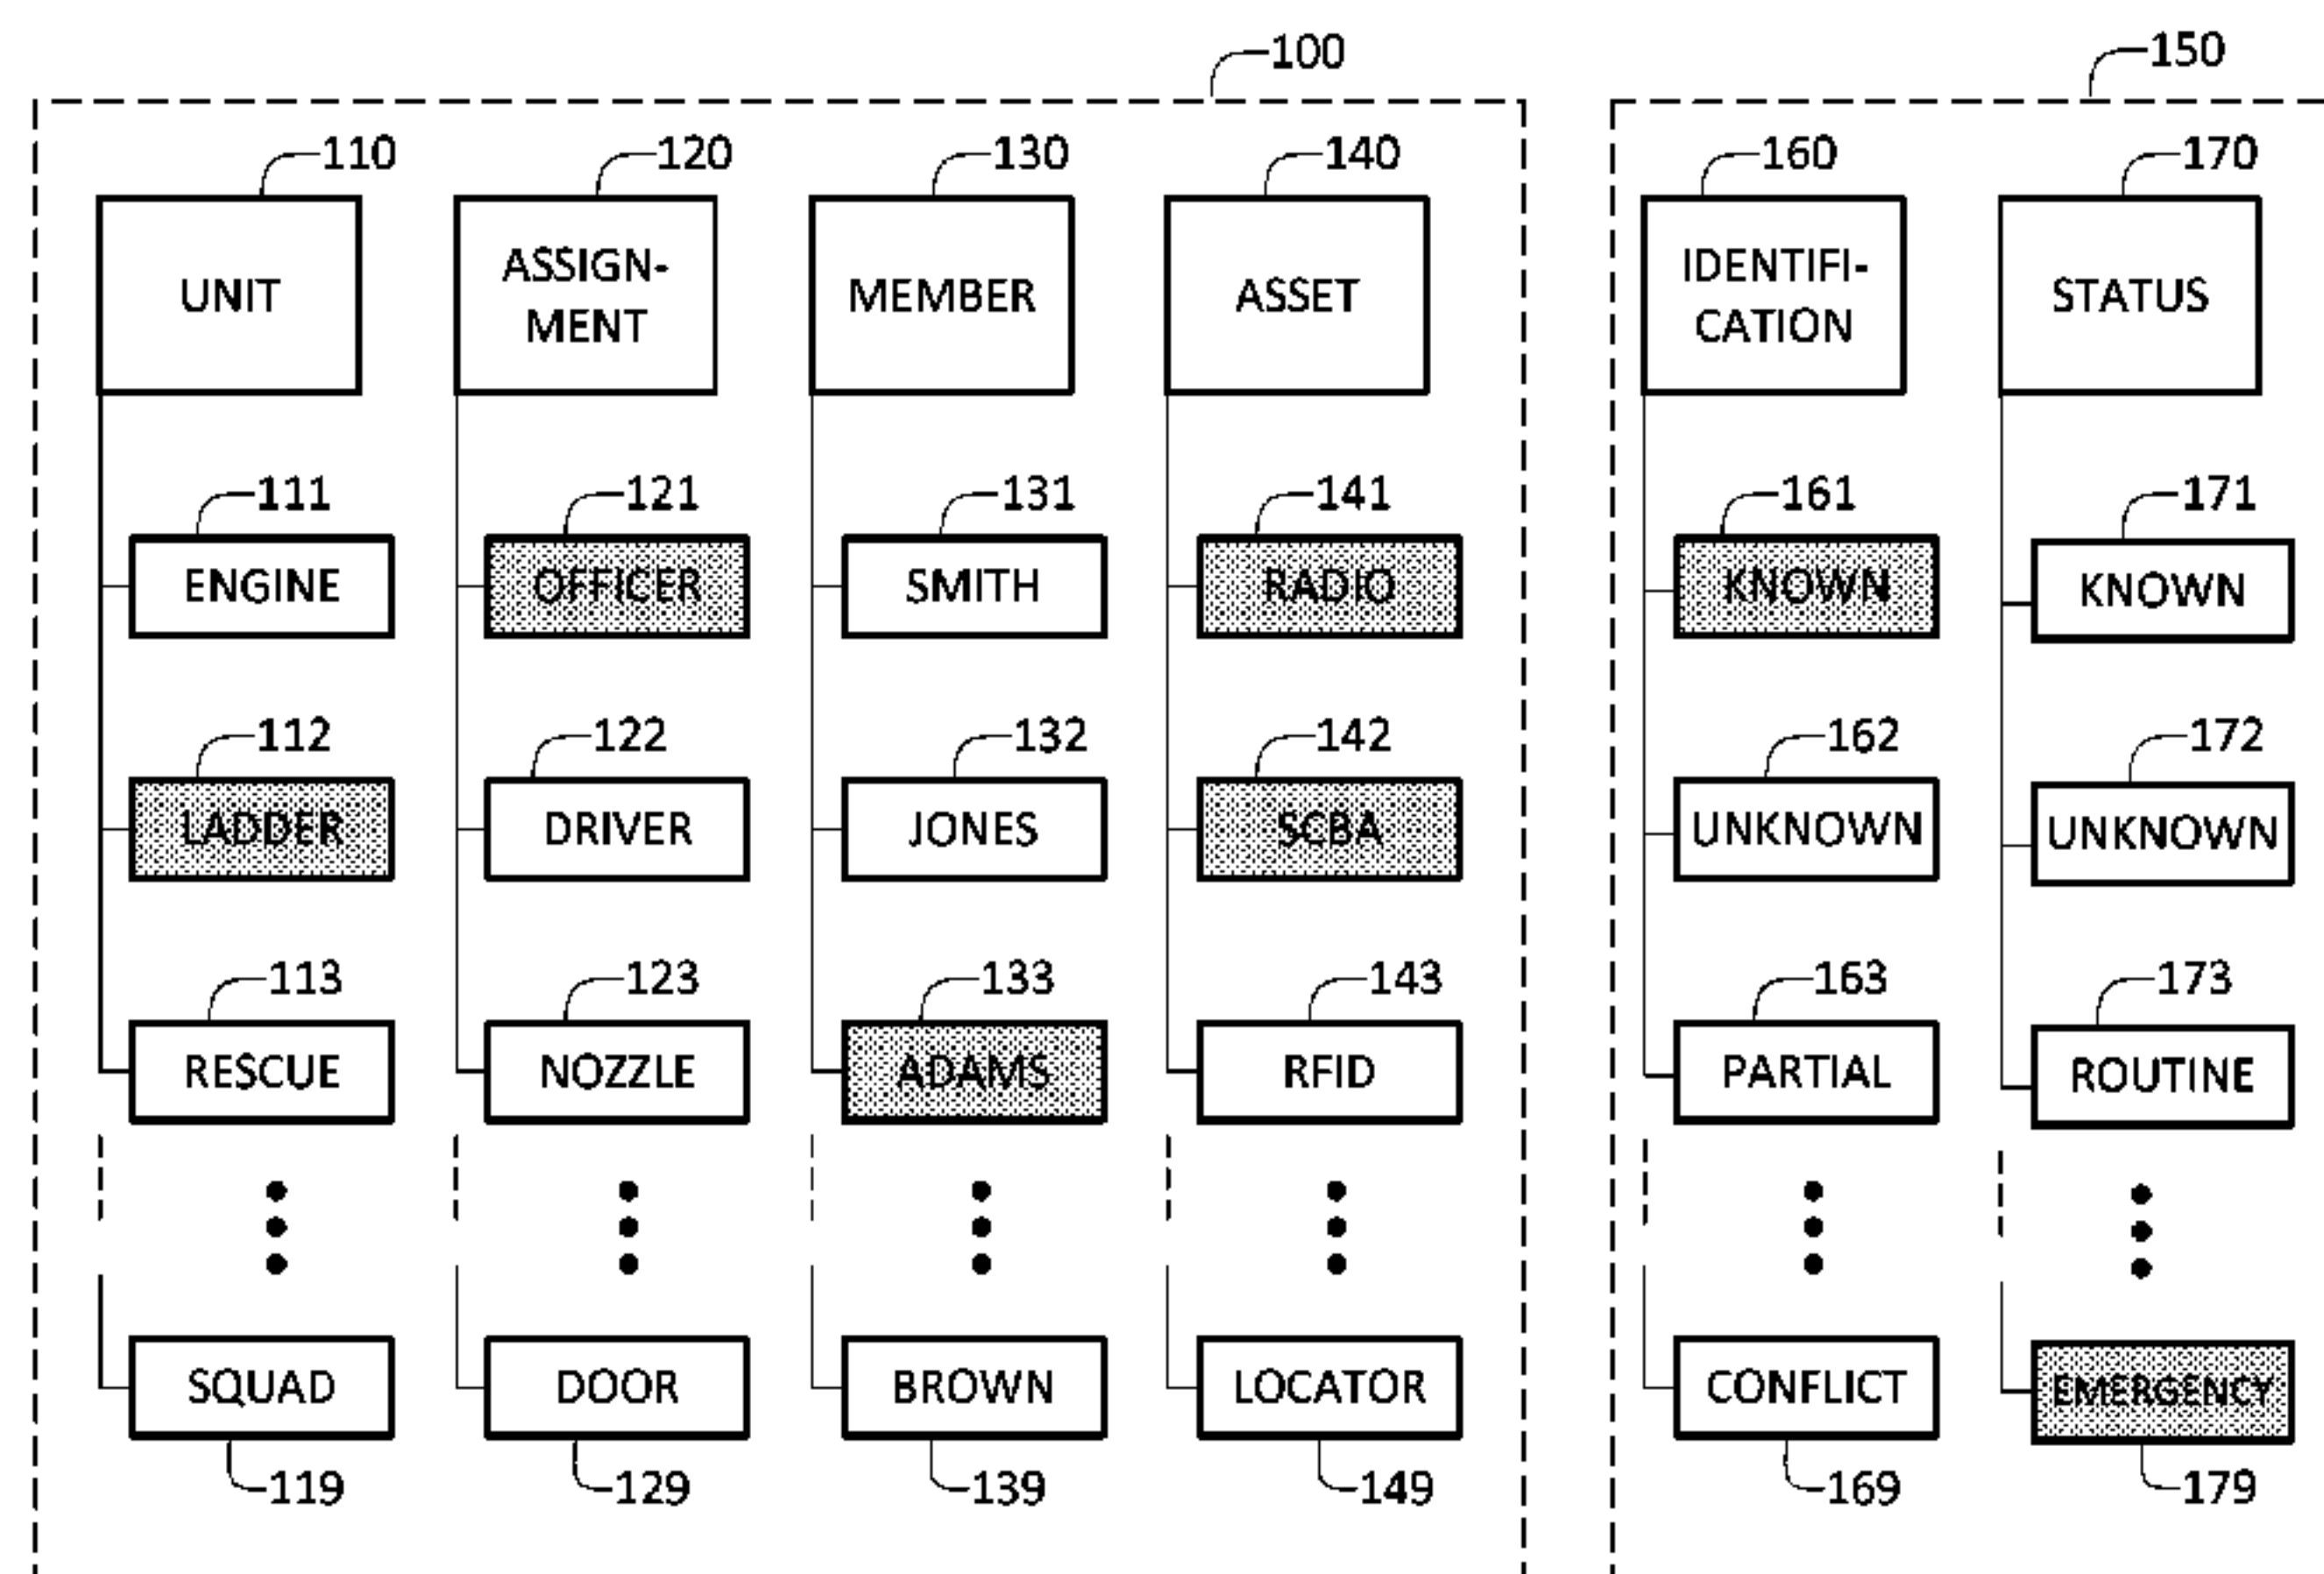 100 150
110 120 130 140 160 170
UNIT ASSIGN- MEMBER ASSET IDENTIFI- STATUS
MENT CATION
111 121 131 141 161 171
ENGINE OFFICER SMITH RADIO KNOWN KNOWN
112 122 132 142 162 172
LADDER DRIVER JONES SCBA UNKNOWN UNKNOWN
113 123 133 143 163 173
RESCUE NOZZLE ADAMS RFID PARTIAL ROUTINE
SQUAD DOOR BROWN LOCATOR CONFLICT EMERGENCY
119 129 139 149 169 179